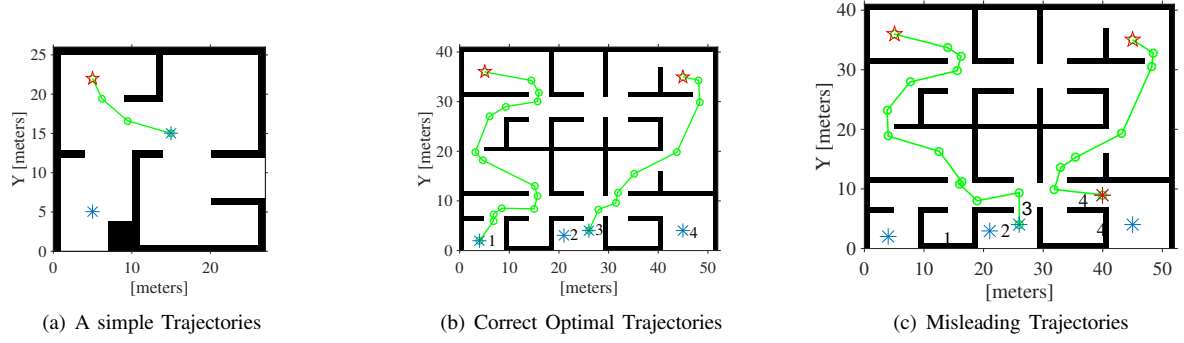 25
20
15
10
5
0
Y [meters]
0 10 20
[meters]
(a) A simple Trajectories
40
30
20
10
0
Y [meters]
1 2 3 4
0 10 20 30 40 50
[meters]
(b) Correct Optimal Trajectories
40
30
20
10
0
Y [meters]
4
3
1 2 4
0 10 20 30 40 50
[meters]
(c) Misleading Trajectories